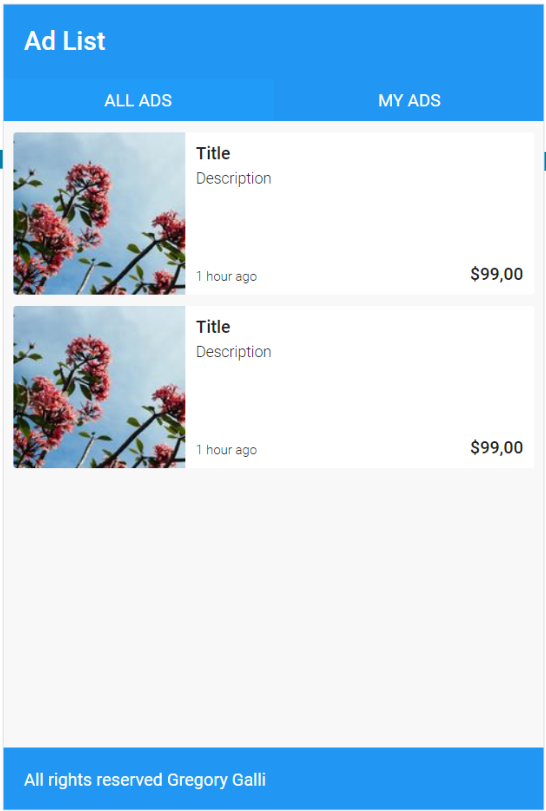 Ad List
ALL ADS
MY ADS
Title
Description
1 hour ago
$99,00
Title
Description
1 hour ago
$99,00
All rights reserved Gregory Galli